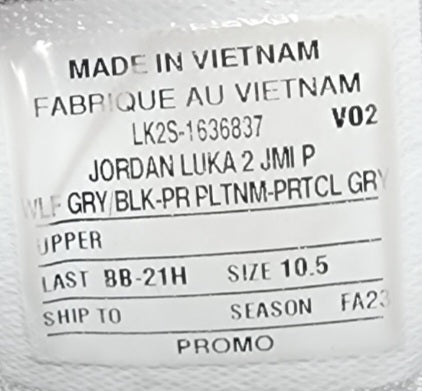 MADE IN VIETNAM
FABRIQUE AU VIETNAM
LK2S-1636837 V02
JORDAN LUKA 2 JMI P
WLF GRY/BLK-PR PLTNM-PRTCL GRY
UPPER
LAST BB-21H SIZE 10.5
SHIP TO SEASON FA23
PROMO